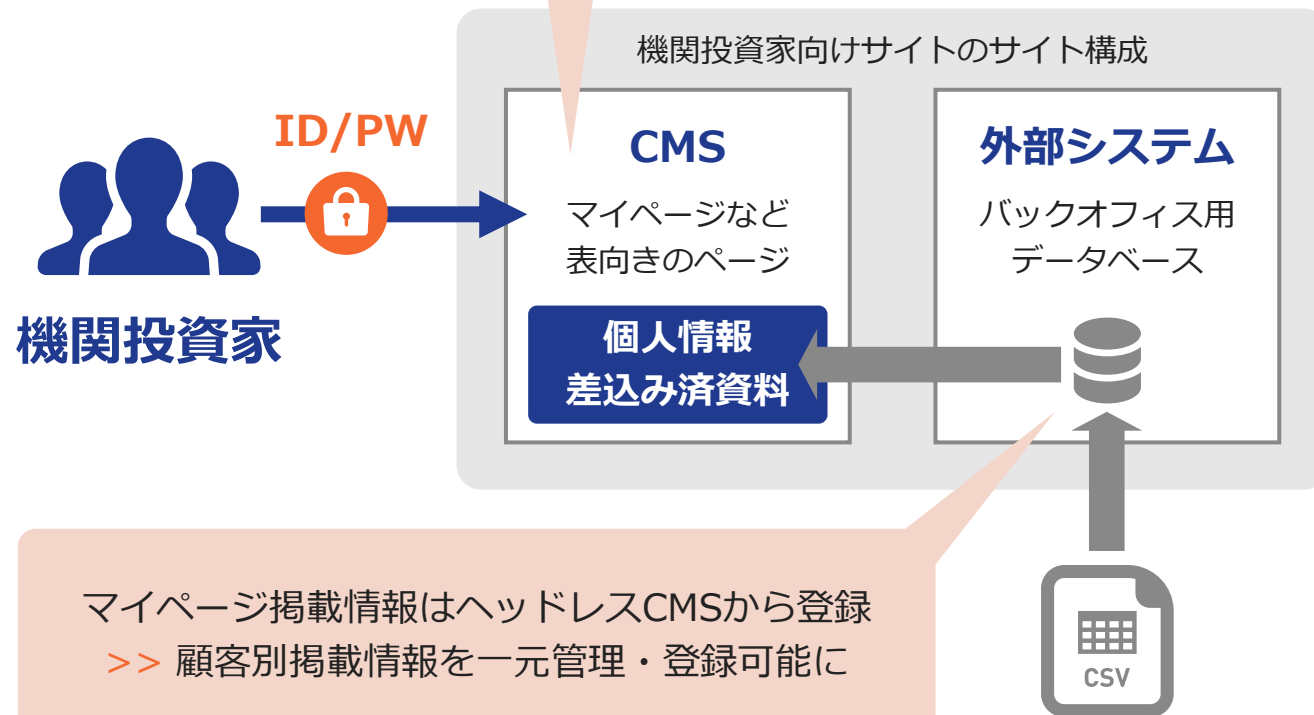 機関投資家向けサイトのサイト構成
ID/PW
機関投資家
CMS
マイページなど
表向きのページ
個人情報
差込み済資料
外部システム
バックオフィス用
データベース
マイページ掲載情報はヘッドレスCMSから登録
>> 顧客別掲載情報を一元管理・登録可能に
CSV